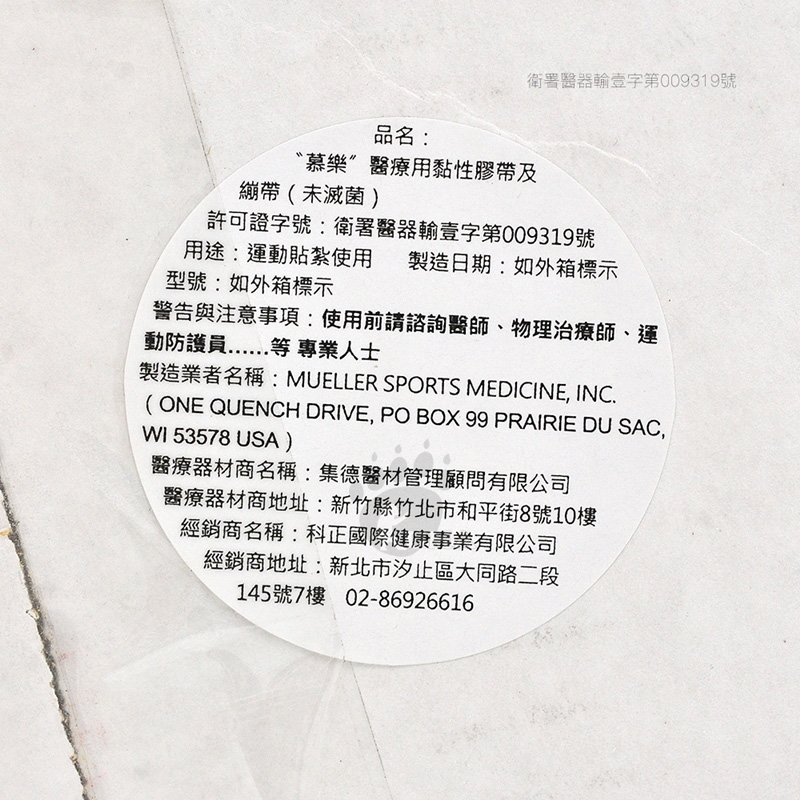 衛署醫器輸壹字第009319號
品名：
〝慕樂〞醫療用黏性膠帶及
繃帶（未滅菌）
許可證字號：衛署醫器輸壹字第009319號
用途：運動貼紮使用　製造日期：如外箱標示
型號：如外箱標示
警告與注意事項：使用前請諮詢醫師、物理治療師、運
動防護員......等 專業人士
製造業者名稱：MUELLER SPORTS MEDICINE, INC.
（ONE QUENCH DRIVE, PO BOX 99 PRAIRIE DU SAC,
WI 53578 USA）
醫療器材商名稱：集德醫材管理顧問有限公司
醫療器材商地址：新竹縣竹北市和平街8號10樓
經銷商名稱：科正國際健康事業有限公司
經銷商地址：新北市汐止區大同路二段
145號7樓　02-86926616